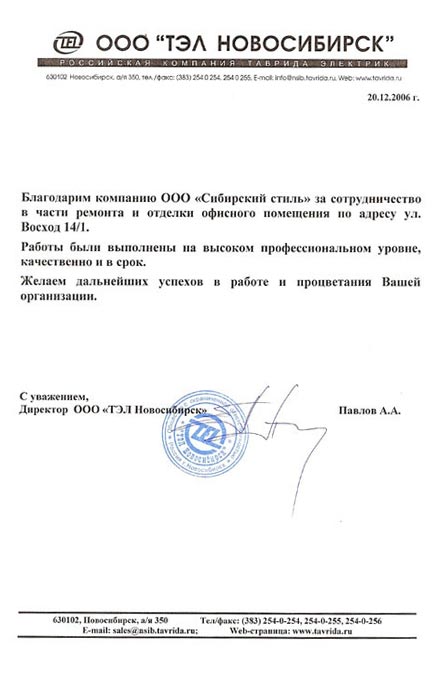 TEL ООО "ТЭЛ НОВОСИБИРСК"
РОССИЙСКАЯ КОМПАНИЯ ТАВРИДА ЭЛЕКТРИК
630102 Новосибирск, а/я 350, тел./факс: (383) 254 0 254, 254 0 255, E-mail: info@nsib.tavrida.ru, Web: www.tavrida.ru
20.12.2006 г.
Благодарим компанию ООО «Сибирский стиль» за сотрудничество
в части ремонта и отделки офисного помещения по адресу ул.
Восход 14/1.
Работы были выполнены на высоком профессиональном уровне,
качественно и в срок.
Желаем дальнейших успехов в работе и процветания Вашей
организации.
С уважением,
Директор ООО «ТЭЛ Новосибирск» Павлов А.А.
TEL
630102, Новосибирск, а/я 350 Тел/факс: (383) 254-0-254, 254-0-255, 254-0-256
E-mail: sales@nsib.tavrida.ru; Web-страница: www.tavrida.ru